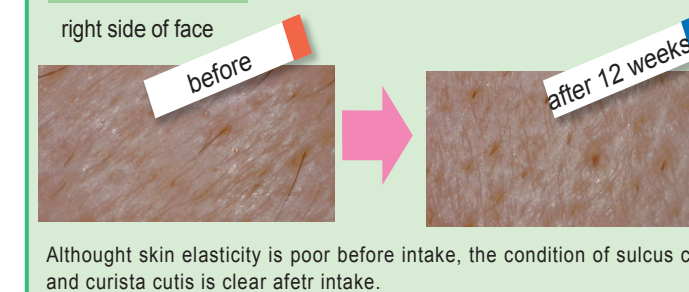 right side of face
before
after 12 weeks
Althought skin elasticity is poor before intake, the condition of sulcus
and curista cutis is clear afetr intake.